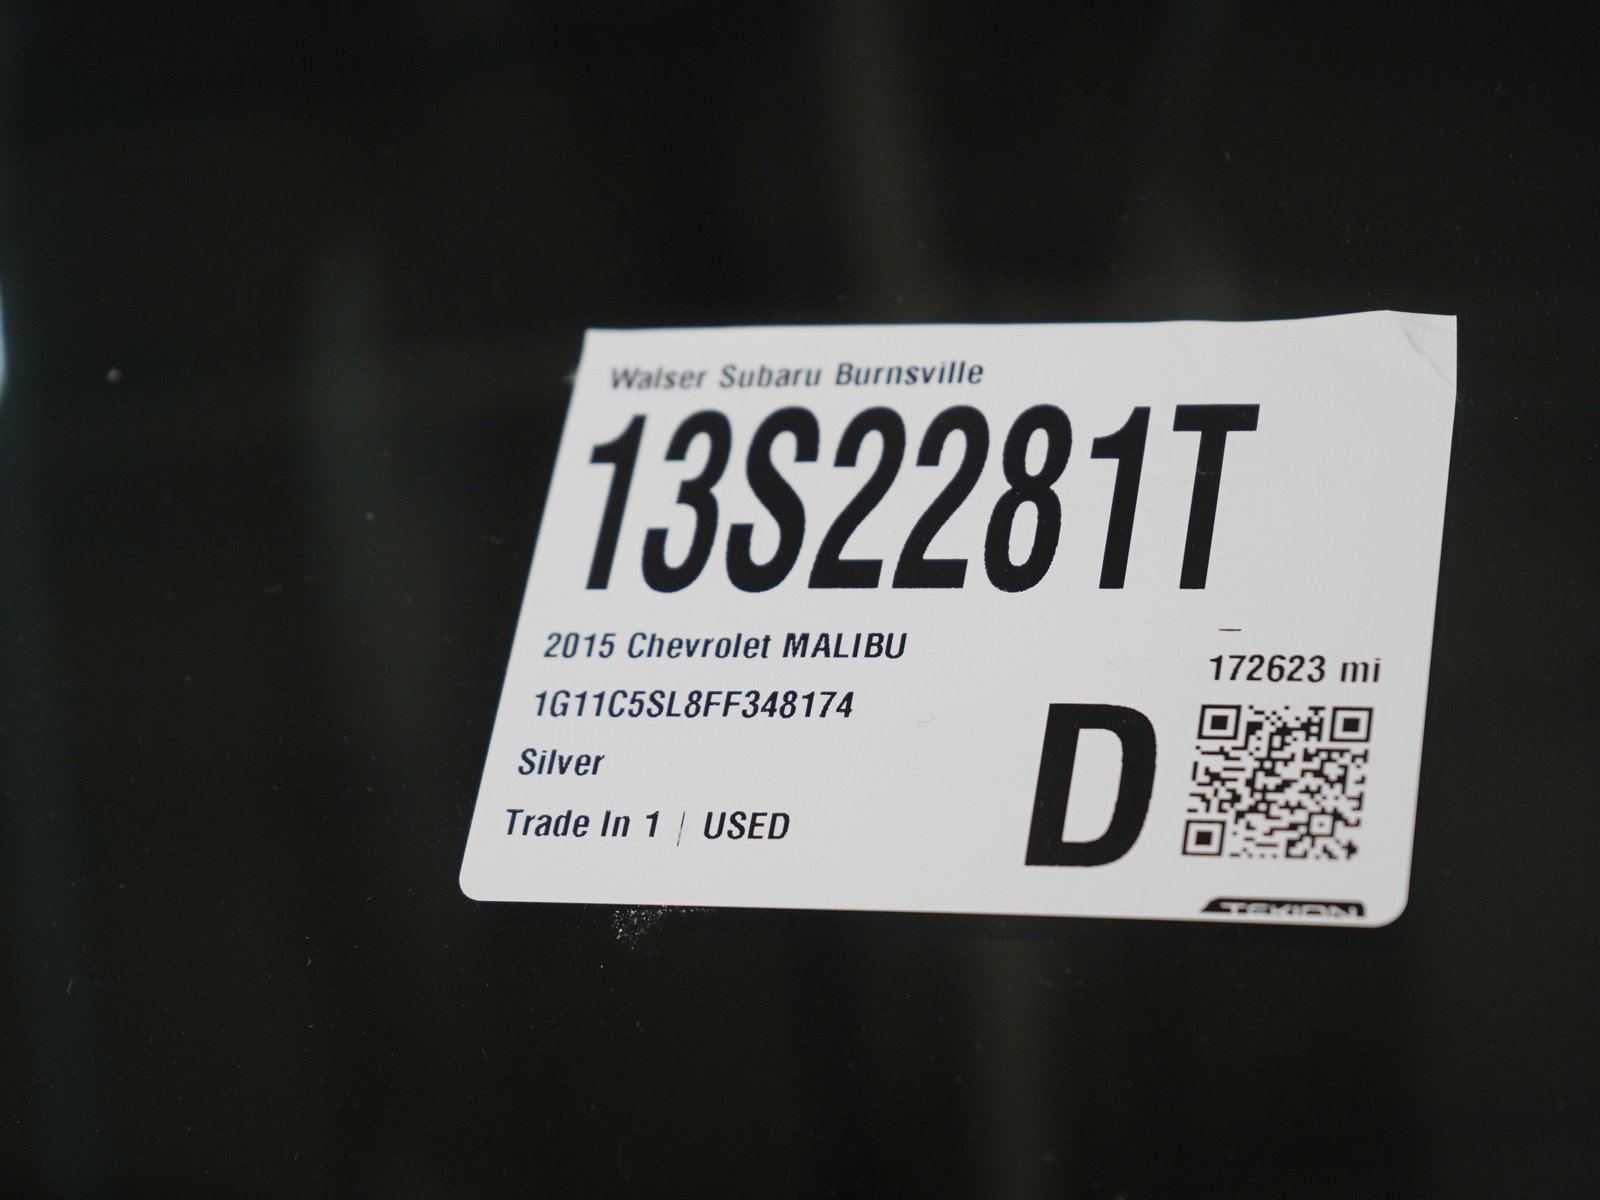 Walser Subaru Burnsville
13S2281T
2015 Chevrolet MALIBU
172623 mi
1G11C5SL8FF348174
D
Silver
Trade In 1 | USED
TEKION